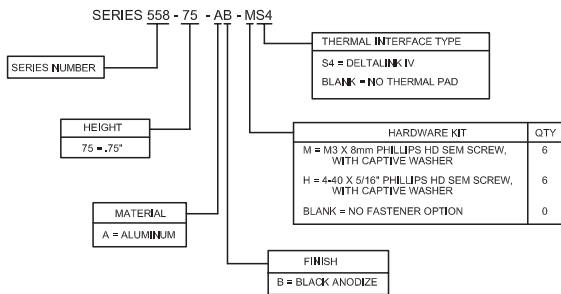 SERIES 558 - 75 - AB - MS4
THERMAL INTERFACE TYPE
S4 = DELTALINK IV
BLANK = NO THERMAL PAD
SERIES NUMBER
HEIGHT
75 = .75"
HARDWARE KIT QTY
M = M3 X 8mm PHILLIPS HD SEM SCREW, 6
WITH CAPTIVE WASHER
H = 4-40 X 5/16" PHILLIPS HD SEM SCREW, 6
WITH CAPTIVE WASHER
BLANK = NO FASTENER OPTION 0
MATERIAL
A = ALUMINUM
FINISH
B = BLACK ANODIZE